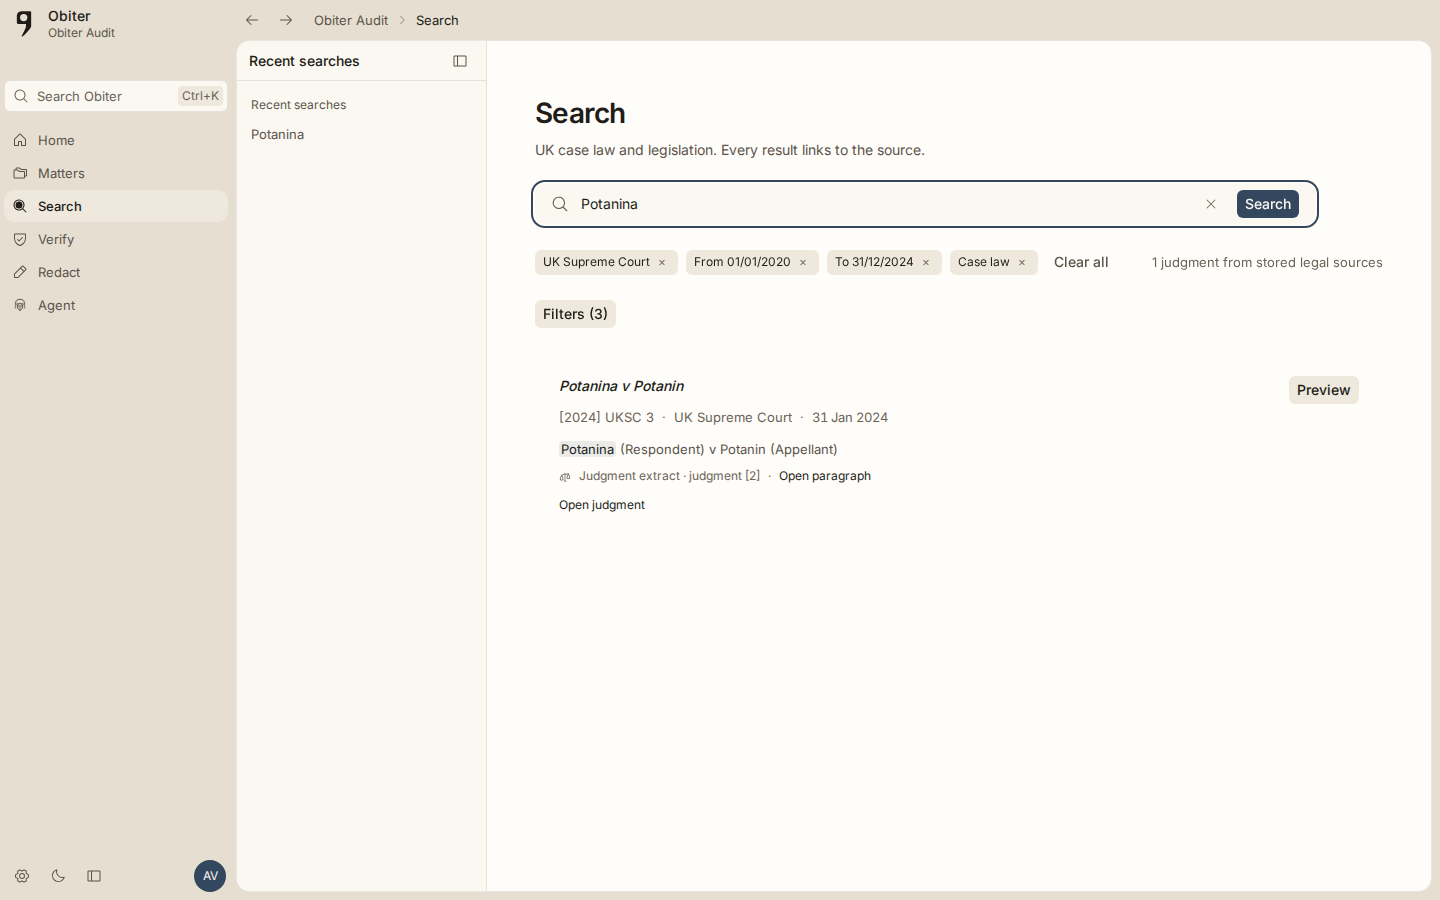 Obiter
Obiter Audit
Search Obiter
Ctrl+K
Home
Matters
Search
Verify
Redact
Agent
AV
Obiter Audit
Search
Recent searches
Recent searches
Potanina
Search
UK case law and legislation. Every result links to the source.
Potanina
Search
UK Supreme Court ×
From 01/01/2020 ×
To 31/12/2024 ×
Case law ×
Clear all
1 judgment from stored legal sources
Filters (3)
Potanina v Potanin
Preview
[2024] UKSC 3 · UK Supreme Court · 31 Jan 2024
Potanina (Respondent) v Potanin (Appellant)
Judgment extract · judgment [2] · Open paragraph
Open judgment